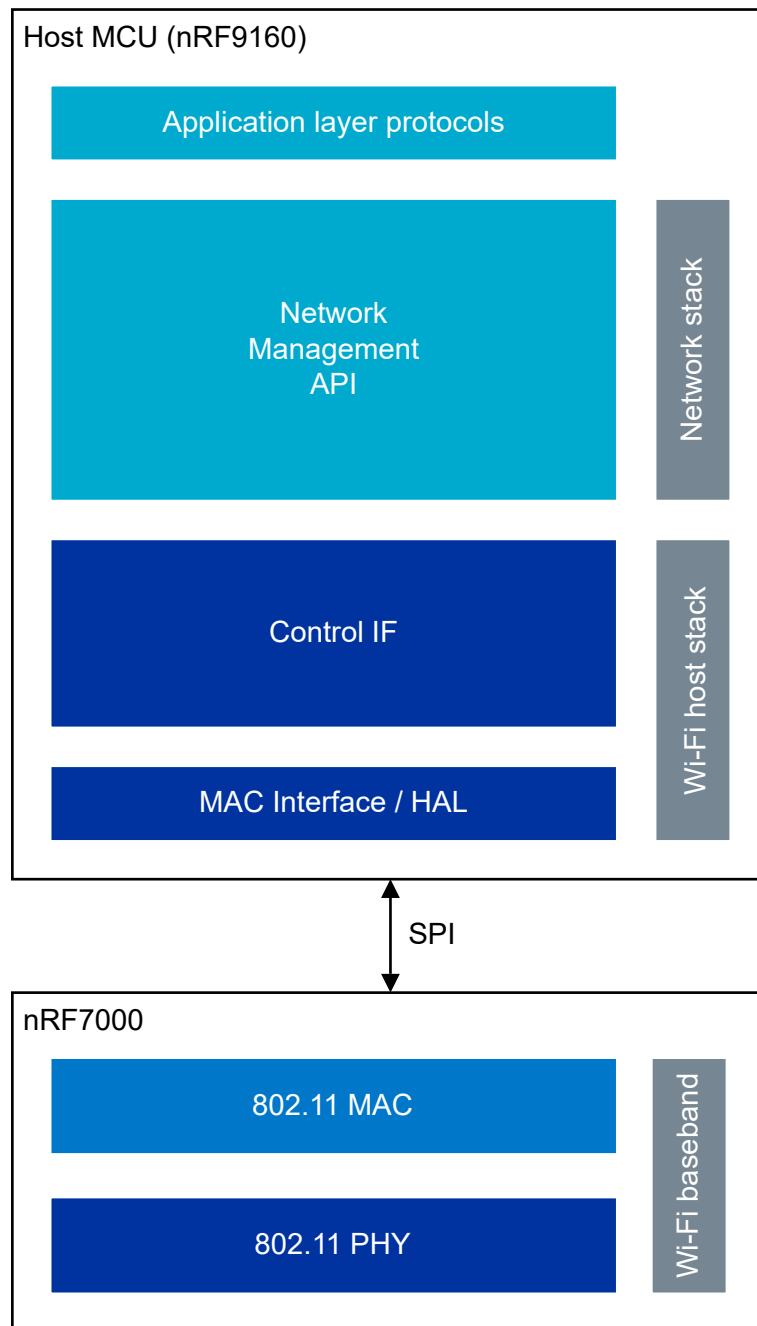 Host MCU (nRF9160)
Application layer protocols
Network
Management
API
Network stack
Control IF
Wi-Fi host stack
MAC Interface / HAL
SPI
nRF7000
802.11 MAC
Wi-Fi baseband
802.11 PHY